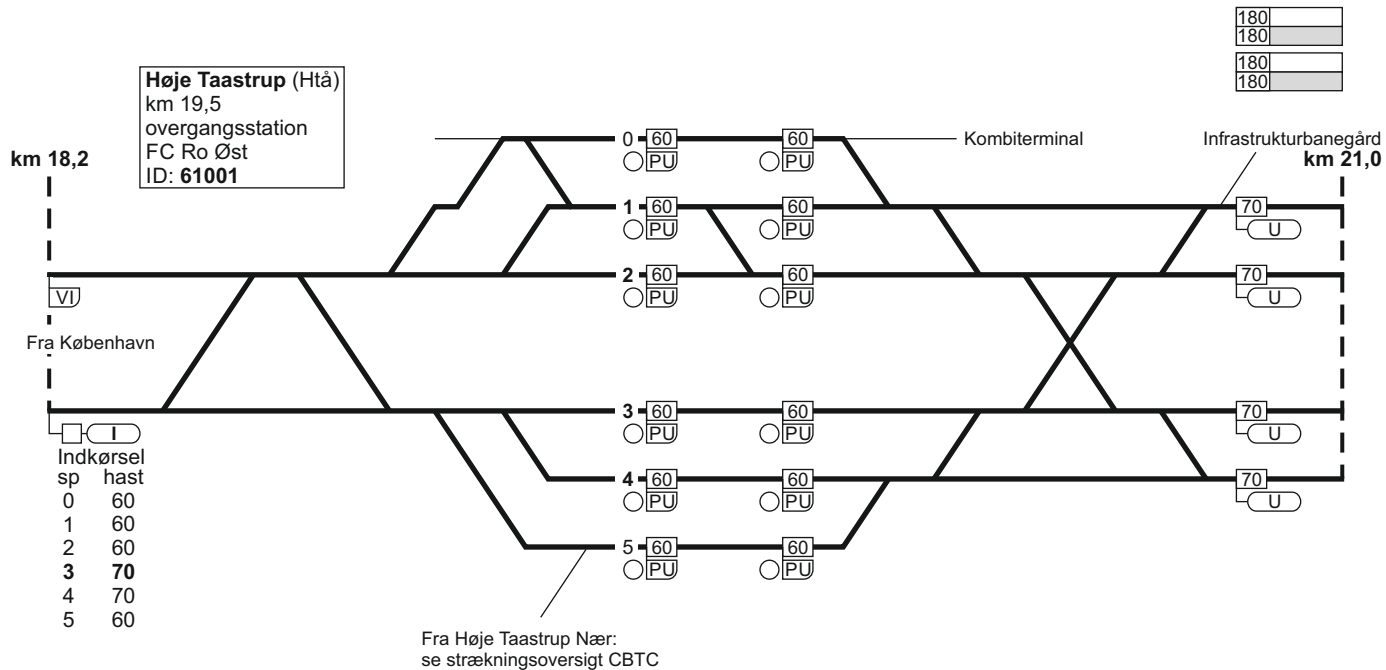 180
180
180
180
Høje Taastrup (Htå)
km 19,5
overgangsstation
FC Ro Øst
ID: 61001
km 18,2
0 60 60 Kombiterminal
PU PU
Infrastrukturbanegård
km 21,0
1 60 60 70
PU PU U
2 60 60 70
VI PU PU U
Fra København
3 60 60 70
I PU PU U
Indkørsel
sp hast
0 60
1 60
2 60
3 70
4 70
5 60
4 60 60 70
PU PU U
5 60 60
PU PU
Fra Høje Taastrup Nær:
se strækningsoversigt CBTC